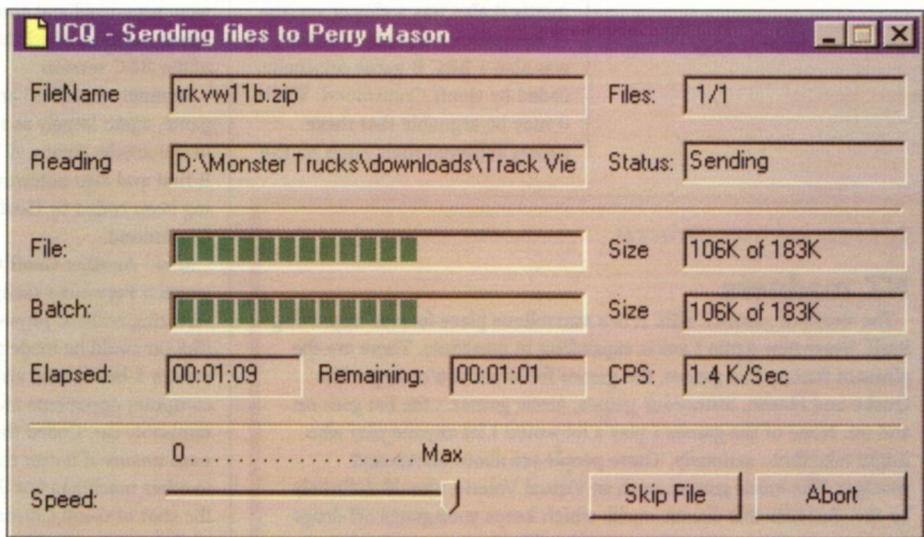 ICQ - Sending files to Perry Mason
FileName trkvw11b.zip Files: 1/1
Reading D:\Monster Trucks\downloads\Track Vie Status: Sending
File: Size 106K of 183K
Batch: Size 106K of 183K
Elapsed: 00:01:09 Remaining: 00:01:01 CPS: 1.4 K/Sec
0.......................... Max
Speed: Skip File Abort